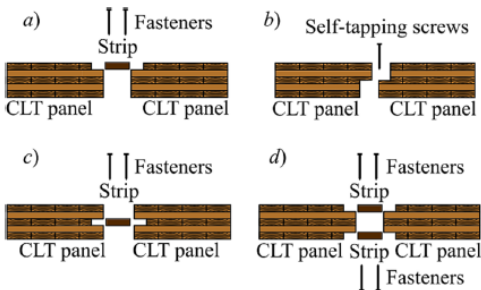 a)
Fasteners
Strip
CLT panel CLT panel
b)
Self-tapping screws
CLT panel CLT panel
c)
Fasteners
Strip
CLT panel CLT panel
d)
Fasteners
Strip
CLT panel Strip CLT panel
Fasteners